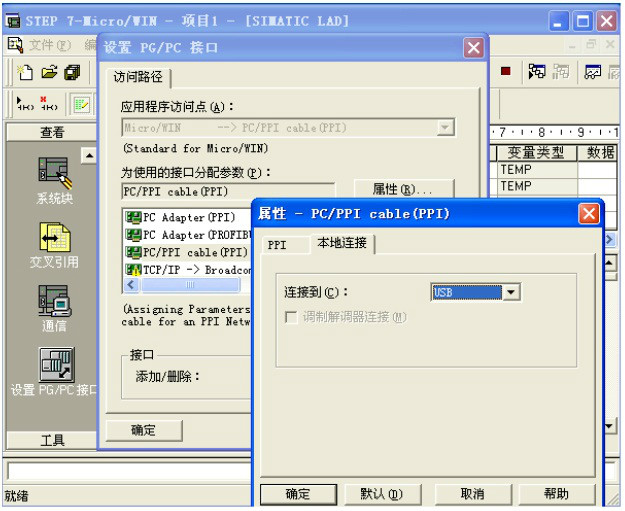 STEP 7-Micro/WIN - 项目1 - [SIMATIC LAD]
文件(F) 编
设置 PG/PC 接口
访问路径
应用程序访问点(A):
Micro/WIN --> PC/PPI cable(PPI)
(Standard for Micro/WIN)
为使用的接口分配参数(P):
PC/PPI cable(PPI)
属性(R)...
PC Adapter(PPI)
PC Adapter(PROFIB
PC/PPI cable(PPI)
TCP/IP -> Broadcom
(Assigning Parameters
cable for an PPI Netw
接口
添加/删除:
确定
查看
系统块
交叉引用
通信
设置 PG/PC 接口
工具
就绪
·7·ı·8·ı·9·ı·1
变量类型 数据
TEMP
TEMP
属性 - PC/PPI cable(PPI)
PPI 本地连接
连接到(C): USB
调制解调器连接(M)
确定 默认(D) 取消 帮助